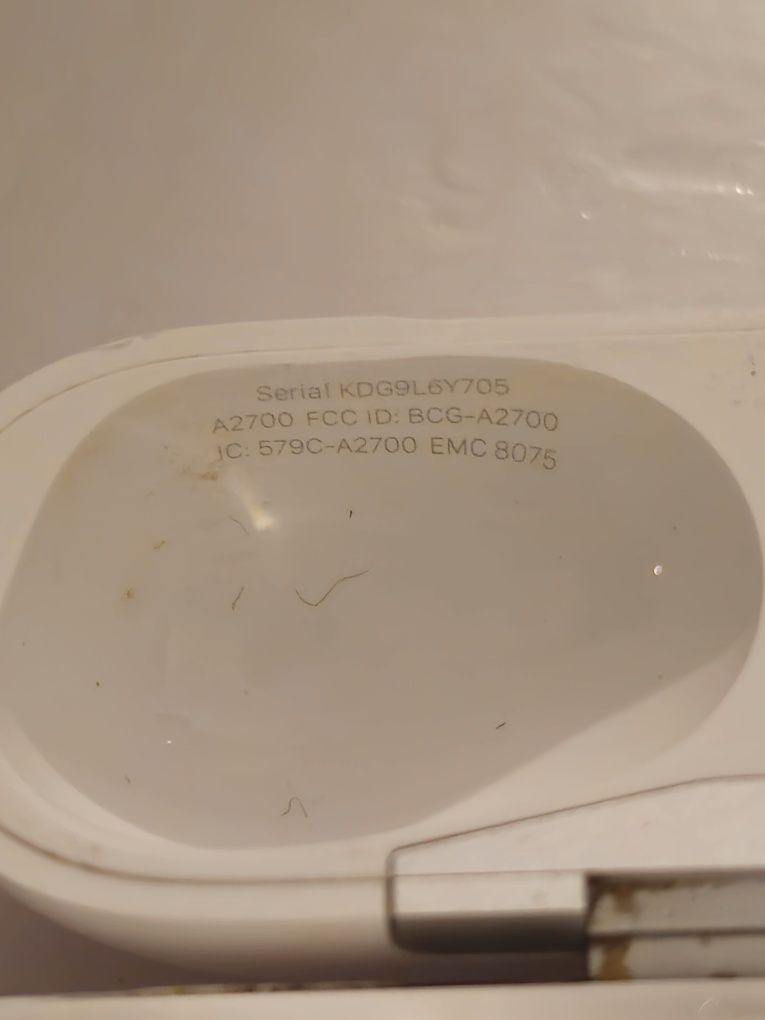 Serial KDG9L6Y705
A2700 FCC ID: BCG-A2700
IC: 579C-A2700 EMC 8075